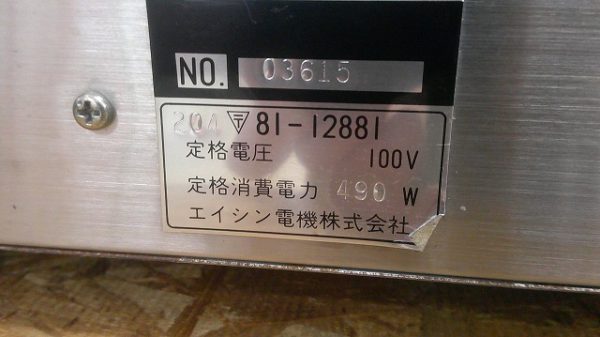 NO. 03615
204 〒 81-12881
定格電圧 100V
定格消費電力 490 W
エイシン電機株式会社